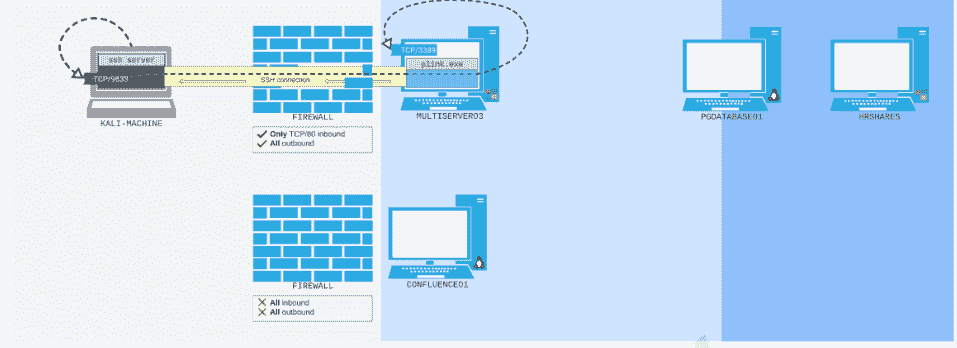 ssh server
TCP/9833
KALI-MACHINE
SSH connection
FIREWALL
Only TCP/80 inbound
All outbound
TCP/3389
plink.exe
MULTISERVER03
PGDATABASE01
HRSHARES
FIREWALL
All inbound
All outbound
CONFLUENCE01